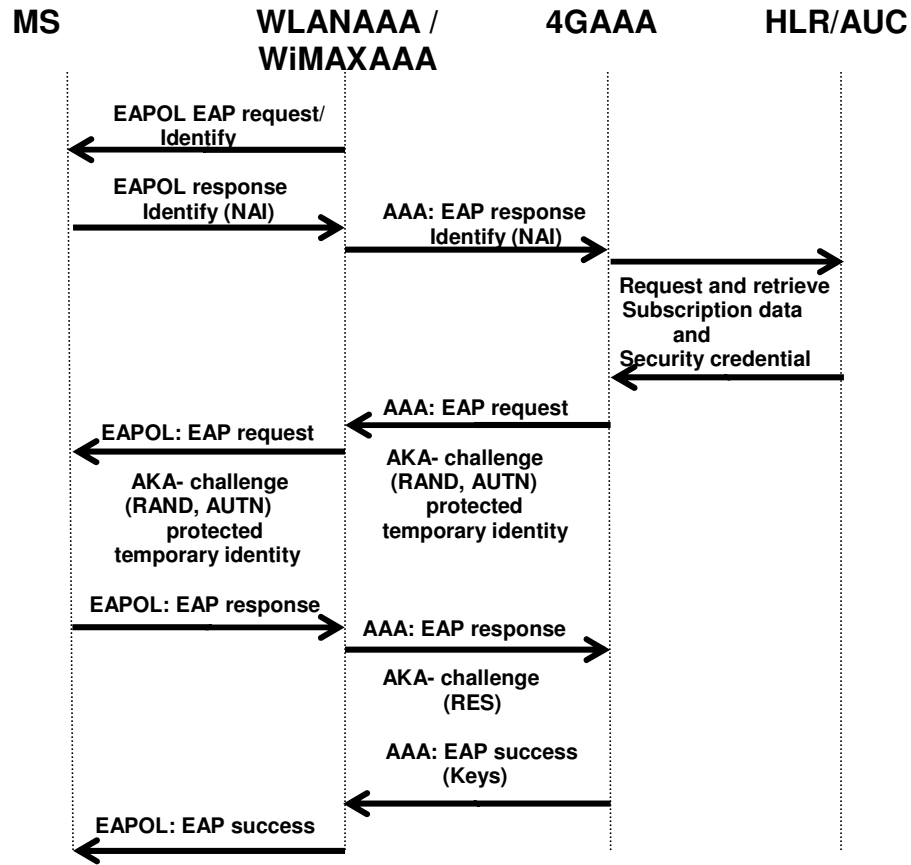 MS
WLANAAA /
WiMAXAAA
4GAAA
HLR/AUC
EAPOL EAP request/
Identify
EAPOL response
Identify (NAI)
AAA: EAP response
Identify (NAI)
Request and retrieve
Subscription data
and
Security credential
AAA: EAP request
EAPOL: EAP request
AKA- challenge
(RAND, AUTN)
protected
temporary identity
AKA- challenge
(RAND, AUTN)
protected
temporary identity
EAPOL: EAP response
AAA: EAP response
AKA- challenge
(RES)
AAA: EAP success
(Keys)
EAPOL: EAP success